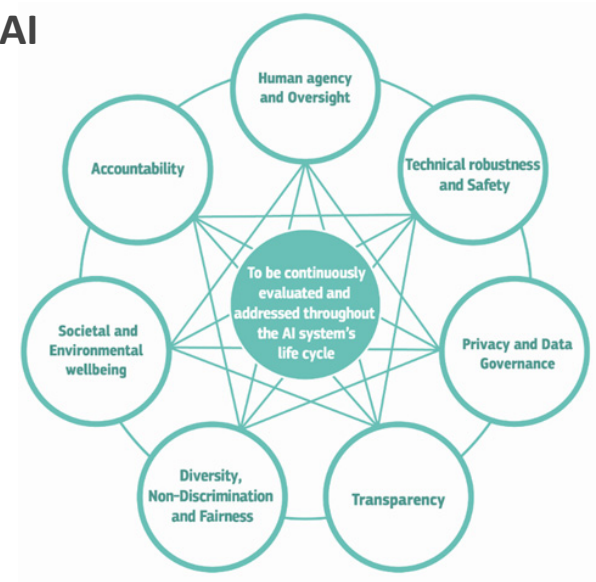 AI
Human agency
and Oversight
Technical robustness
and Safety
Privacy and Data
Governance
Transparency
Diversity,
Non-Discrimination
and Fairness
Societal and
Environmental
wellbeing
Accountability
To be continuously
evaluated and
addressed throughout
the AI system's
life cycle